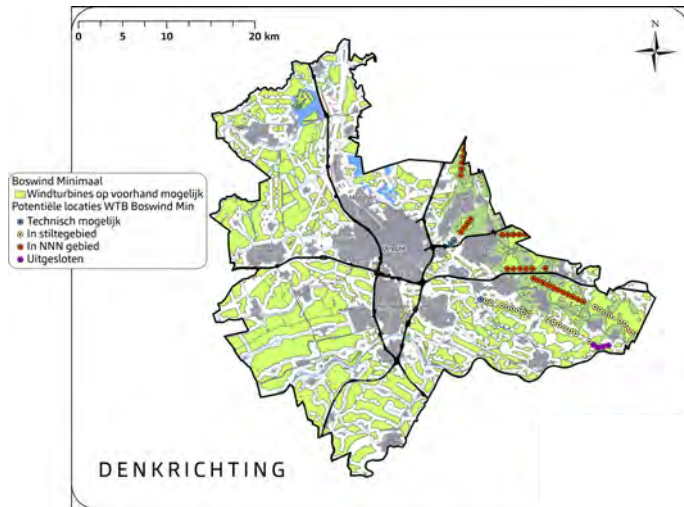 N
0 5 10 20 km
Boswind Minimaal
Windturbines op voorhand mogelijk
Potentiële locaties WTB Boswind Min
Technisch mogelijk
In stiltegebied
In NNN gebied
Uitgesloten
Utrecht
DENKRICHTING